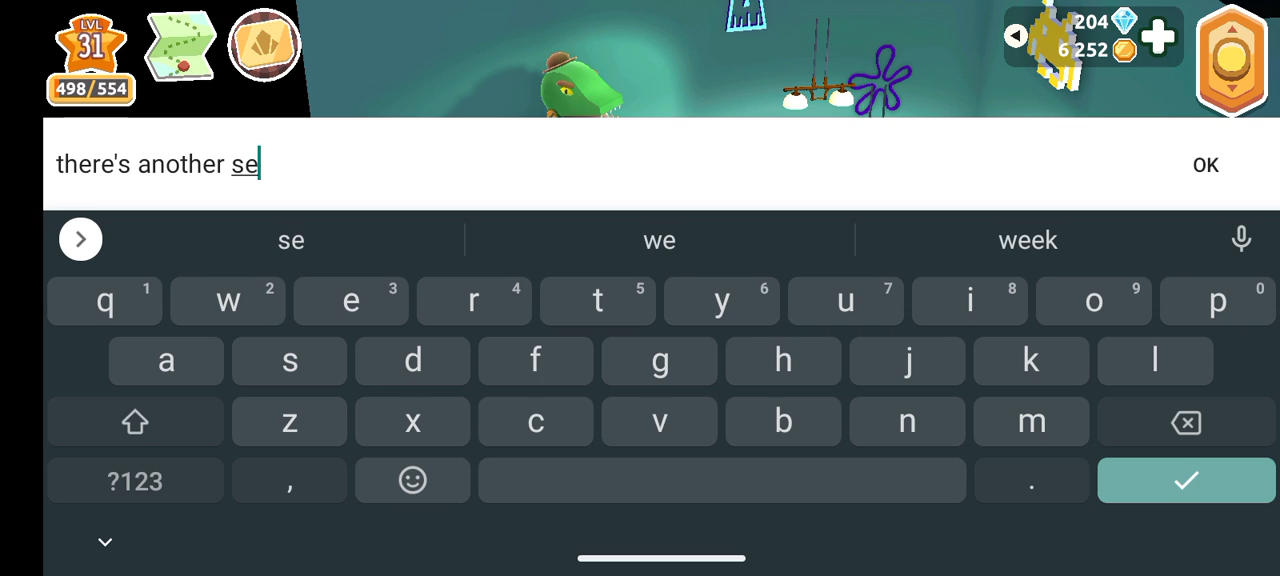 LVL
31
498/554
204
6 252
there's another se
OK
se we week
q 1 w 2 e 3 r 4 t 5 y 6 u 7 i 8 o 9 p 0
a s d f g h j k l
z x c v b n m
?123 , .